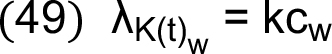 (49) λK(t)w = kcw